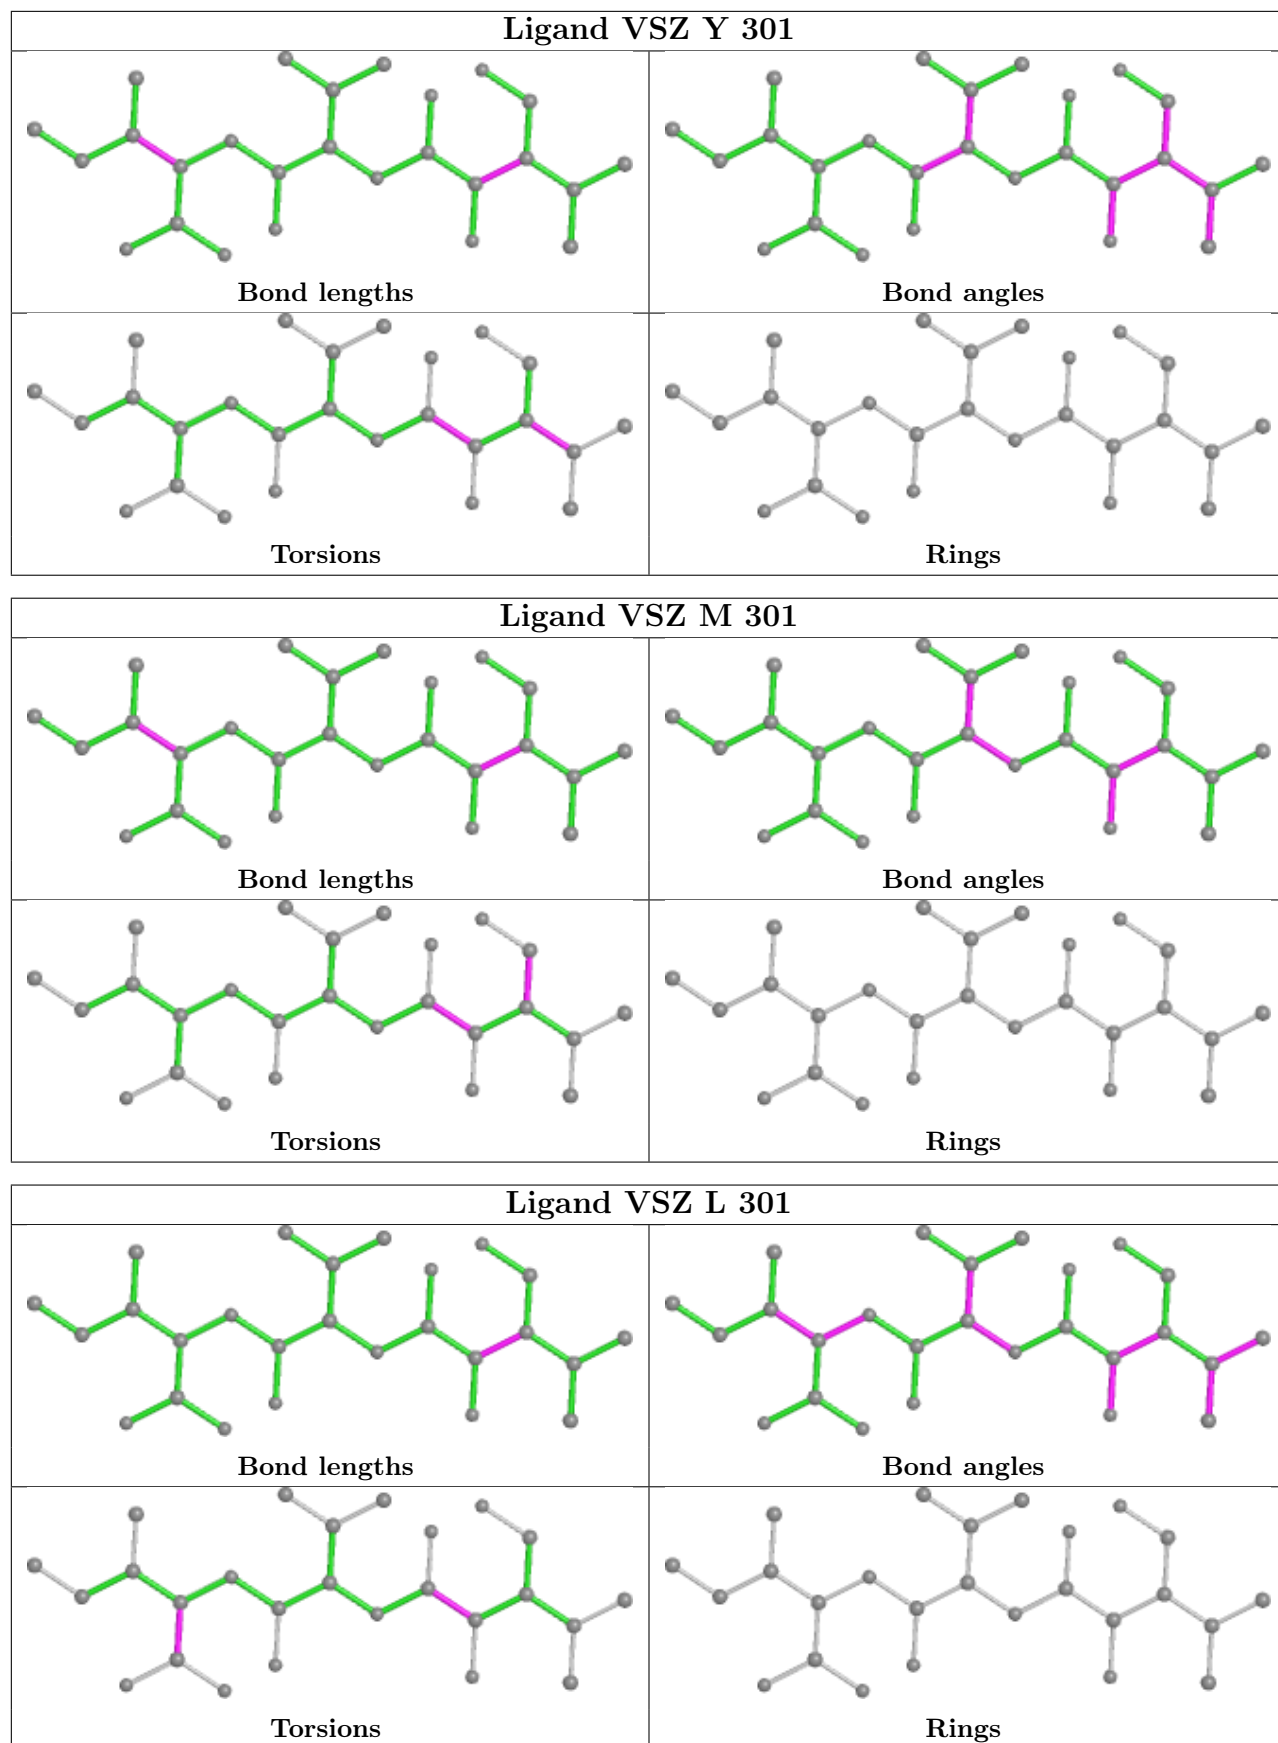 Ligand VSZ Y 301
Bond lengths
Bond angles
Torsions
Rings
Ligand VSZ M 301
Bond lengths
Bond angles
Torsions
Rings
Ligand VSZ L 301
Bond lengths
Bond angles
Torsions
Rings